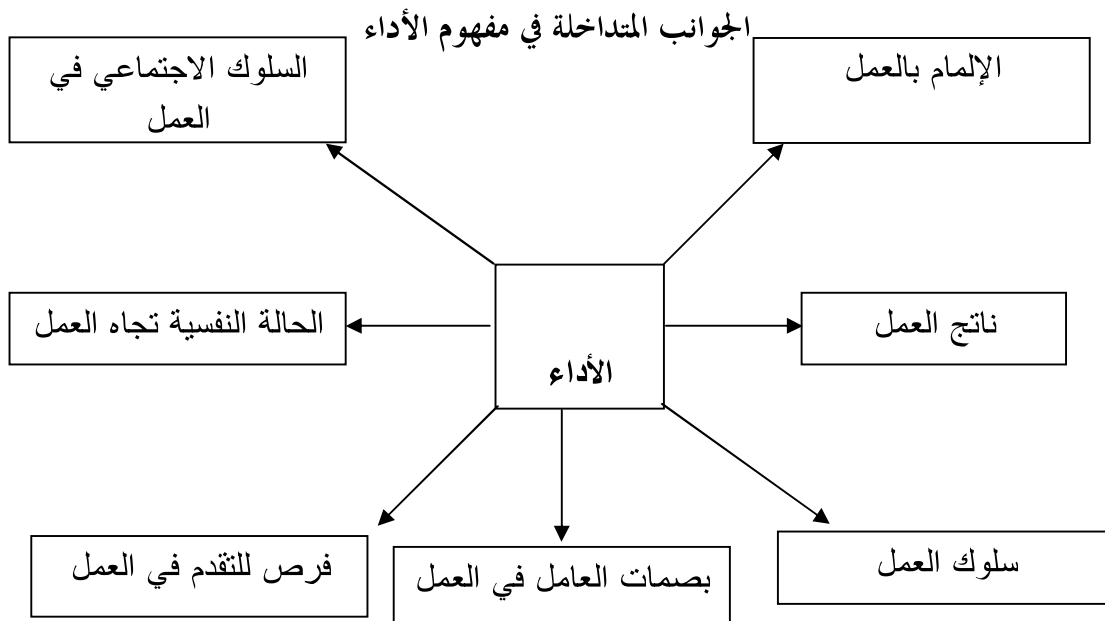 الجوانب المتداخلة في مفهوم الأداء
الإلمام بالعمل
السلوك الاجتماعي في
العمل
ناتج العمل
الحالة النفسية تجاه العمل
الأداء
سلوك العمل
بصمات العامل في العمل
فرص للتقدم في العمل